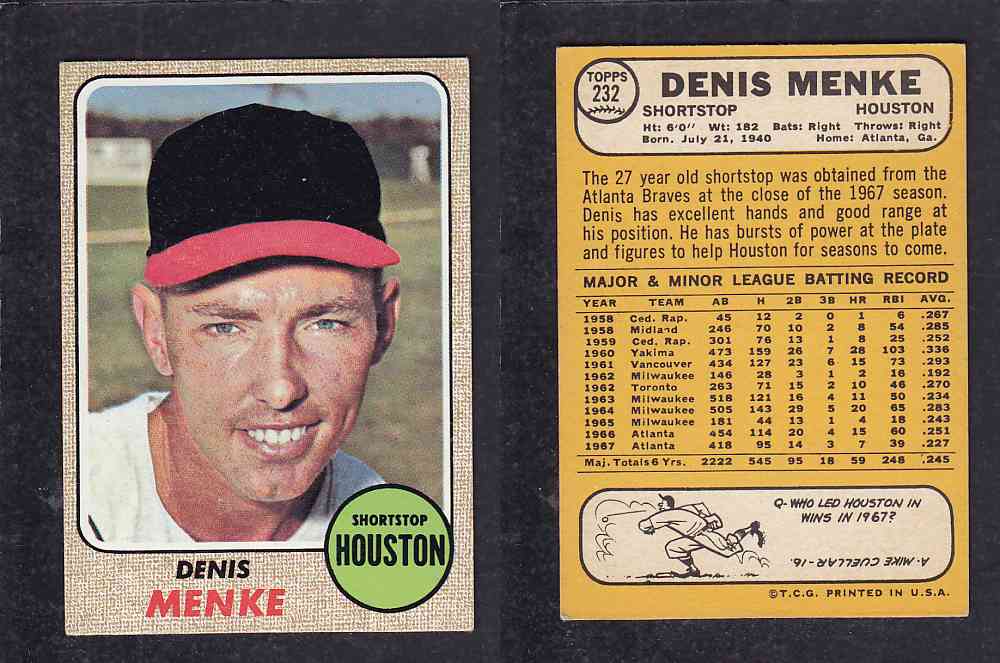 SHORTSTOP
HOUSTON
DENIS
MENKE
TOPPS
232
DENIS MENKE
SHORTSTOP HOUSTON
Ht: 6'0" Wt: 182 Bats: Right Throws: Right
Born. July 21, 1940 Home: Atlanta, Ga.
The 27 year old shortstop was obtained from the
Atlanta Braves at the close of the 1967 season.
Denis has excellent hands and good range at
his position. He has bursts of power at the plate
and figures to help Houston for seasons to come.
MAJOR & MINOR LEAGUE BATTING RECORD
YEAR TEAM AB H 2B 3B HR RBI AVG.
1958 Ced. Rap. 45 12 2 0 1 6 .267
1958 Midland 246 70 10 2 8 54 .285
1959 Ced. Rap. 301 76 13 1 8 25 .252
1960 Yakima 473 159 26 7 28 103 .336
1961 Vancouver 434 127 23 6 15 73 .293
1962 Milwaukee 146 28 3 1 2 16 .192
1962 Toronto 263 71 15 2 10 46 .270
1963 Milwaukee 518 121 16 4 11 50 .234
1964 Milwaukee 505 143 29 5 20 65 .283
1965 Milwaukee 181 44 13 1 4 18 .243
1966 Atlanta 454 114 20 4 15 60 .251
1967 Atlanta 418 95 14 3 7 39 .227
Maj. Totals 6 Yrs. 2222 545 95 18 59 248 .245
Q-WHO LED HOUSTON IN
WINS IN 1967?
A-MIKE CUELLAR-16.
©T.C.G. PRINTED IN U.S.A.